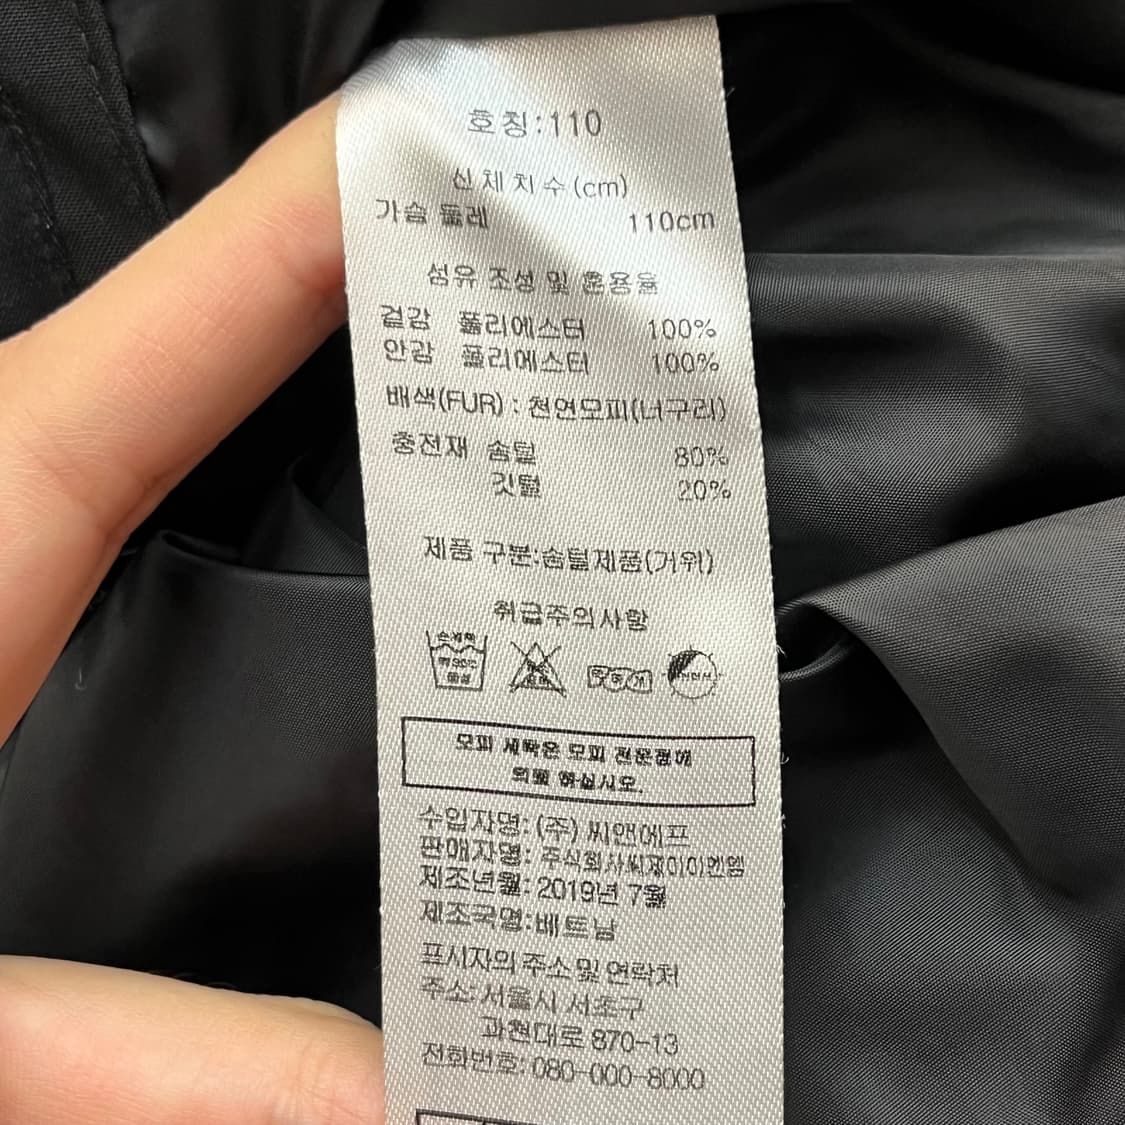 호칭:110
신체치수(cm)
가슴 둘레 110cm
섬유 조성 및 혼용율
겉감 폴리에스터 100%
안감 폴리에스터 100%
배색(FUR) : 천연모피(너구리)
충전재 솜털 80%
깃털 20%
제품 구분:솜털제품(거위)
취급주의사항
손세탁
약30℃
중성
모피 세탁은 모피 전문점에
의뢰 하십시오.
수입자명: (주) 씨앤에프
판매자명: 주식회사씨제이이엔엠
제조년월: 2019년 7월
제조국명:베트남
표시자의 주소및 연락처
주소: 서울시 서초구
과천대로 870-13
전화번호: 080-000-8000